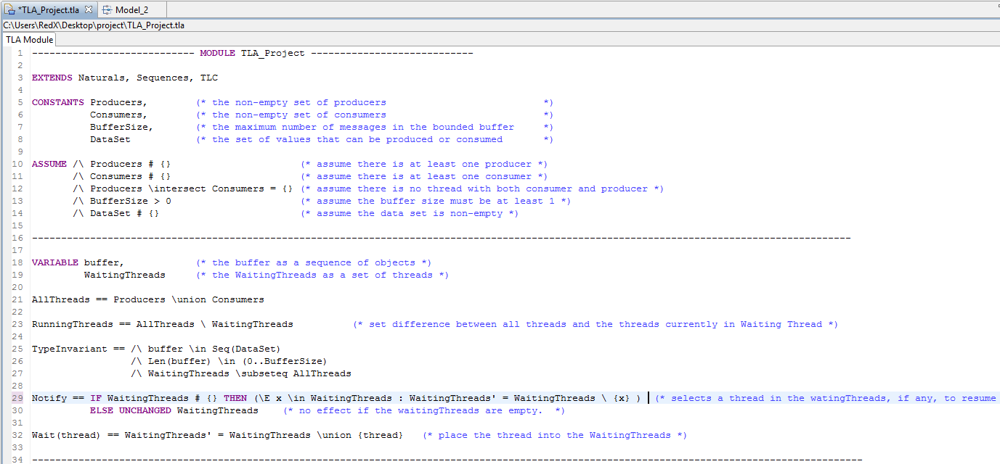 *TLA_Project.tla Model_2
C:\Users\RedX\Desktop\project\TLA_Project.tla
TLA Module
1 ---------------------------- MODULE TLA_Project ----------------------------
2
3 EXTENDS Naturals, Sequences, TLC
4
5 CONSTANTS Producers, (* the non-empty set of producers *)
6 Consumers, (* the non-empty set of consumers *)
7 BufferSize, (* the maximum number of messages in the bounded buffer *)
8 DataSet (* the set of values that can be produced or consumed *)
9
10 ASSUME /\ Producers # {} (* assume there is at least one producer *)
11 /\ Consumers # {} (* assume there is at least one consumer *)
12 /\ Producers \intersect Consumers = {} (* assume there is no thread with both consumer and producer *)
13 /\ BufferSize > 0 (* assume the buffer size must be at least 1 *)
14 /\ DataSet # {} (* assume the data set is non-empty *)
15
16 ---------------------------------------------------------------------------------------------------------------------------------------------
17
18 VARIABLE buffer, (* the buffer as a sequence of objects *)
19 WaitingThreads (* the WaitingThreads as a set of threads *)
20
21 AllThreads == Producers \union Consumers
22
23 RunningThreads == AllThreads \ WaitingThreads (* set difference between all threads and the threads currently in Waiting Thread *)
24
25 TypeInvariant == /\ buffer \in Seq(DataSet)
26 /\ Len(buffer) \in (0..BufferSize)
27 /\ WaitingThreads \subseteq AllThreads
28
29 Notify == IF WaitingThreads # {} THEN (\E x \in WaitingThreads : WaitingThreads' = WaitingThreads \ {x} ) (* selects a thread in the watingThreads, if any, to resume
30 ELSE UNCHANGED WaitingThreads (* no effect if the waitingThreads are empty. *)
31
32 Wait(thread) == WaitingThreads' = WaitingThreads \union {thread} (* place the thread into the WaitingThreads *)
33
34 -----------------------------------------------------------------------------------------------------------------------------------------------